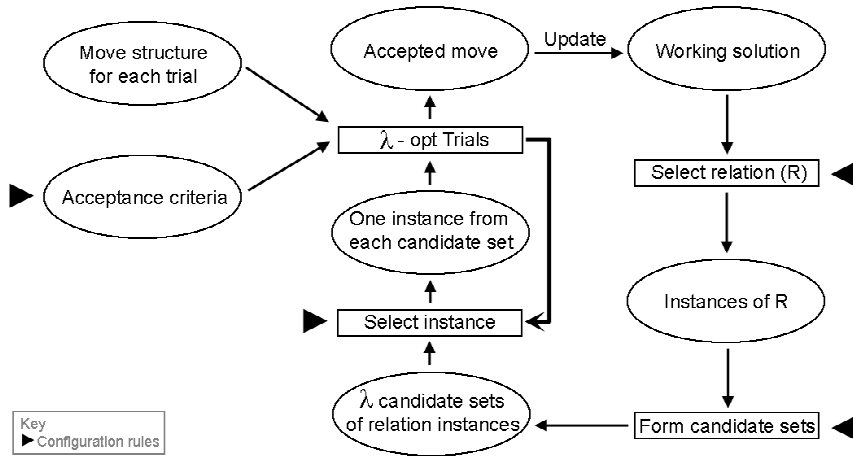 Move structure
for each trial
Accepted move
Update
Working solution
λ - opt Trials
Select relation (R)
Acceptance criteria
One instance from
each candidate set
Instances of R
Select instance
λ candidate sets
of relation instances
Form candidate sets
Key
Configuration rules